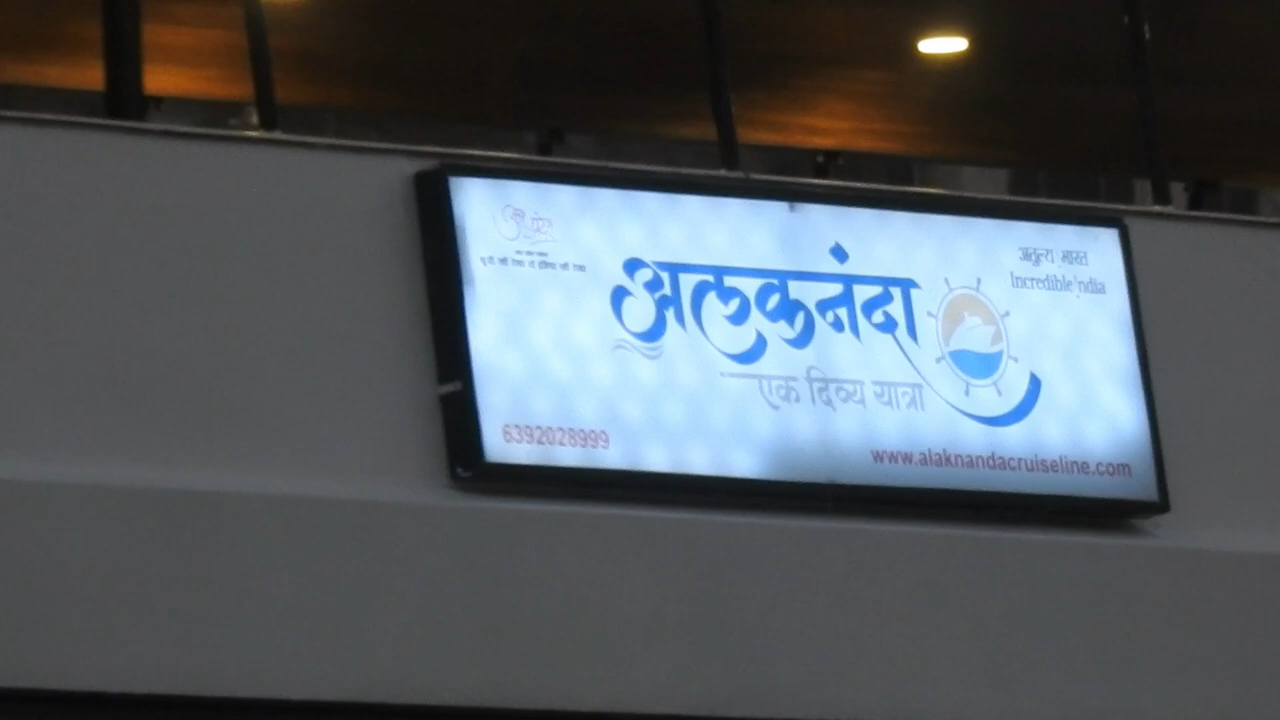 अतुल्य भारत
Incredible India
अलकनंदा
एक दिव्य यात्रा
6392028999
www.alaknandacruiseline.com